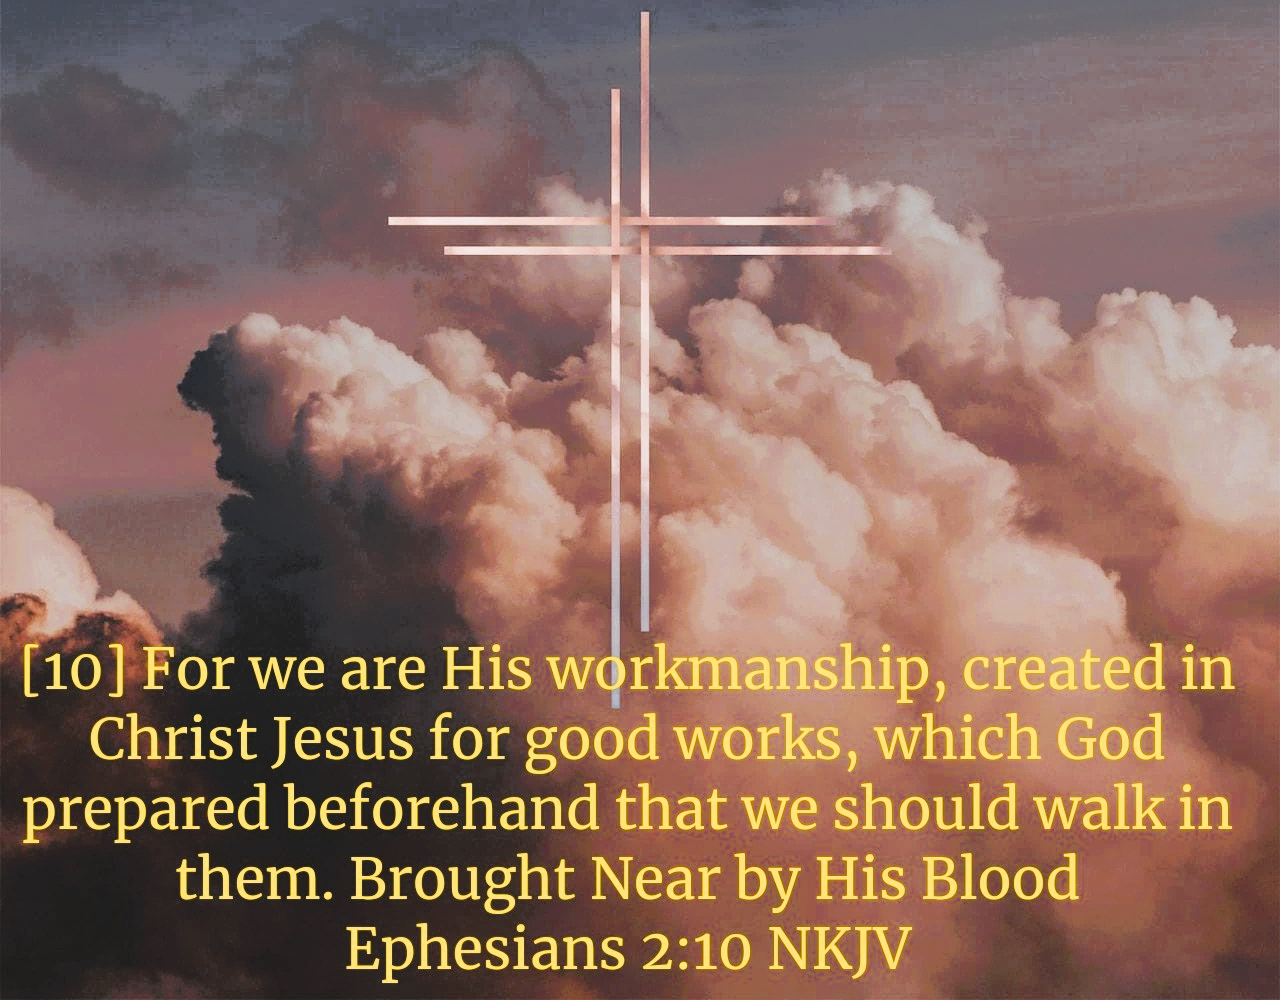 [10] For we are His workmanship, created in
Christ Jesus for good works, which God
prepared beforehand that we should walk in
them. Brought Near by His Blood
Ephesians 2:10 NKJV